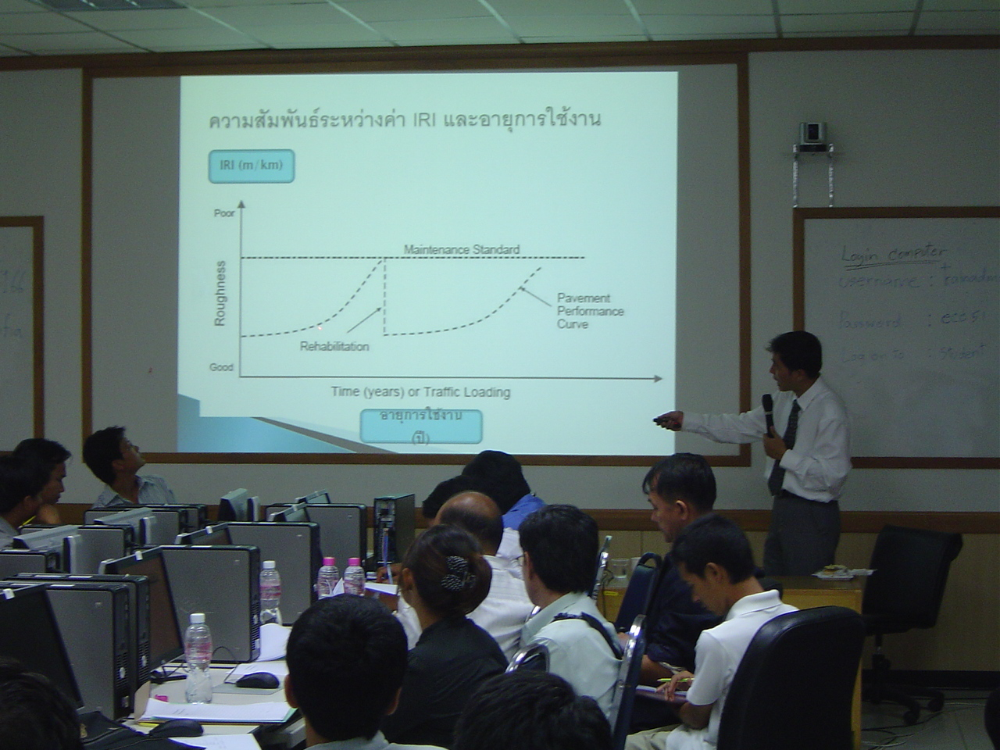 ความสัมพันธ์ระหว่างค่า IRI และอายุการใช้งาน
IRI (m/km)
Poor
Maintenance Standard
Roughness
Pavement
Performance
Curve
Rehabilitation
Good
Time (years) or Traffic Loading
อายุการใช้งาน
(ปี)
Login computer
username :
Password : eco51
Log on to : Student